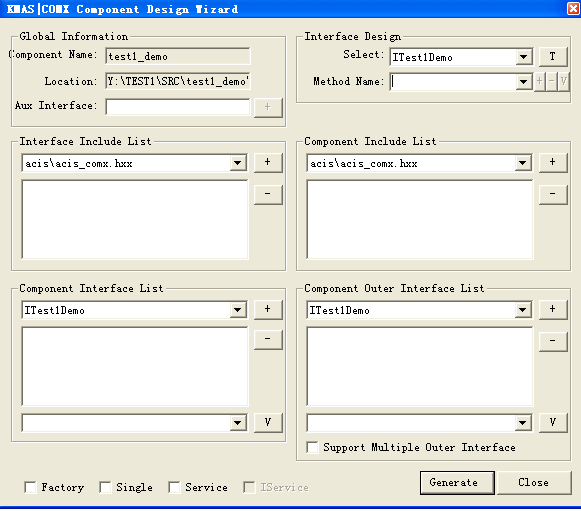 KMAS|COMX Component Design Wizard
Global Information
Component Name: test1_demo
Location: Y:\TEST1\SRC\test1_demo
Aux Interface: +
Interface Design
Select: ITest1Demo T
Method Name: + - V
Interface Include List
acis\acis_comx.hxx +
-
Component Include List
acis\acis_comx.hxx +
-
Component Interface List
ITest1Demo +
-
V
Component Outer Interface List
ITest1Demo +
-
V
Support Multiple Outer Interface
Factory Single Service IService
Generate Close